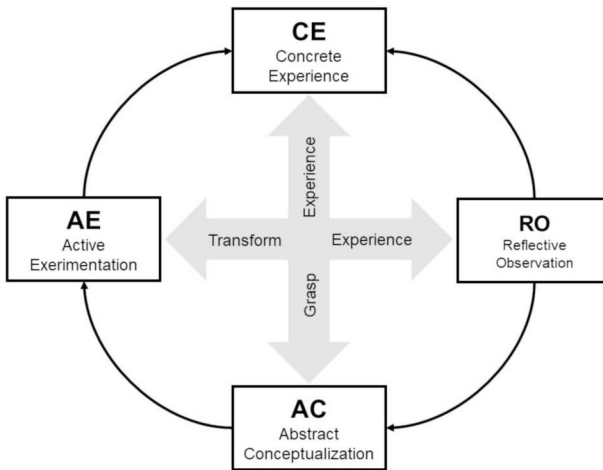 CE
Concrete
Experience
Experience
AE
Active
Exerimentation
Transform
Experience
RO
Reflective
Observation
Grasp
AC
Abstract
Conceptualization